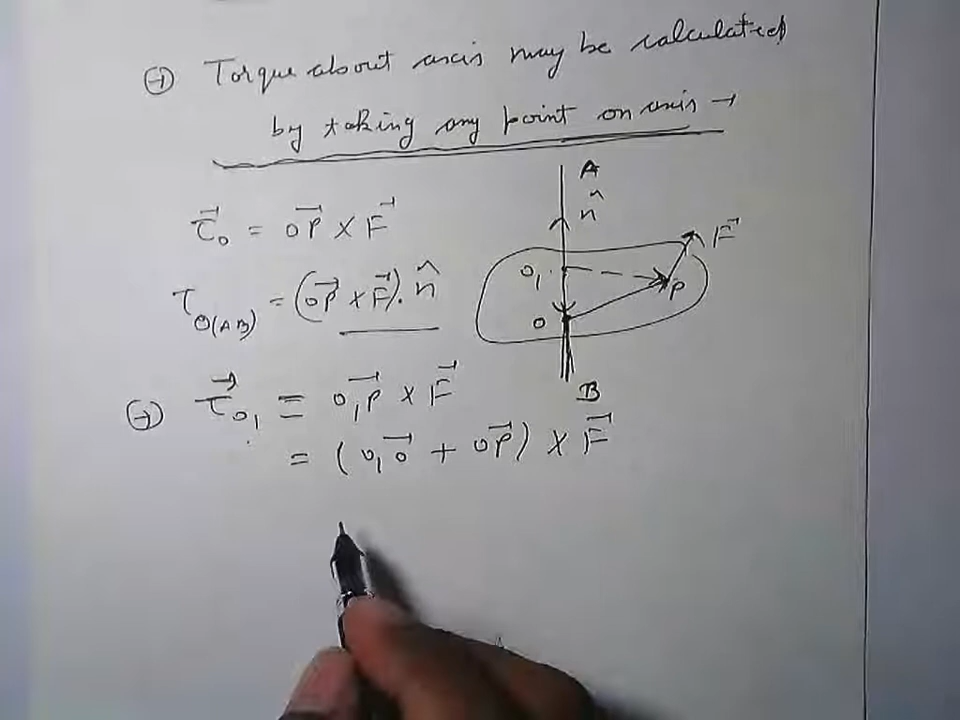 → Torque about axis may be calculated
by taking any point on axis →
A
n̂
τ⃗₀ = OP⃗ × F⃗
F⃗
O₁
P
τ_O(AB) = (OP⃗ × F⃗). n̂
O
B
→ τ⃗_O₁ = O₁P⃗ × F⃗
= (O₁O⃗ + OP⃗) × F⃗